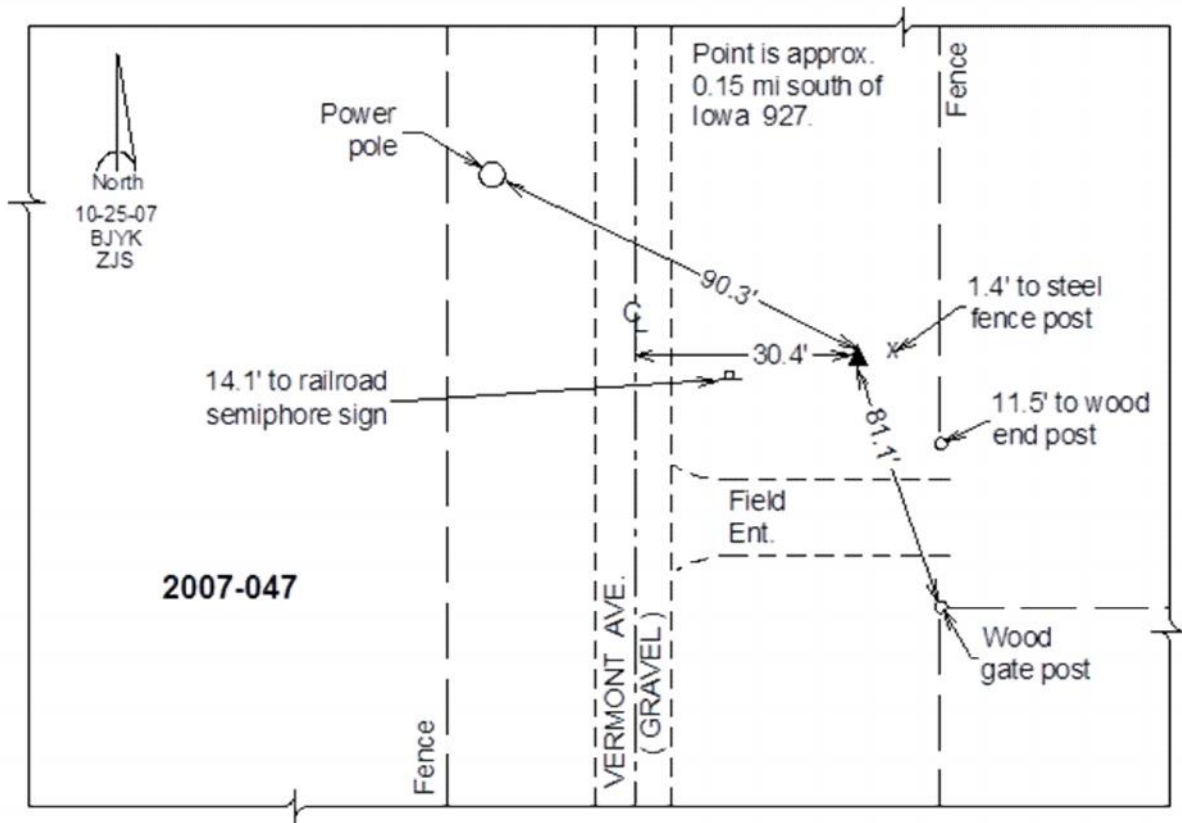 Point is approx.
0.15 mi south of
Iowa 927.
Fence
Power
pole
North
10-25-07
BJYK
ZJS
90.3'
1.4' to steel
fence post
CL
30.4'
14.1' to railroad
semiphore sign
11.5' to wood
end post
81.1'
Field
Ent.
2007-047
VERMONT AVE.
(GRAVEL)
Wood
gate post
Fence